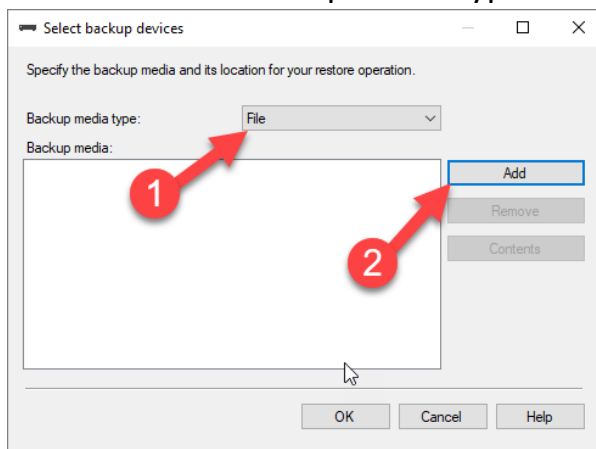 Select backup devices
Specify the backup media and its location for your restore operation.
Backup media type: File
Backup media:
Add
1
Remove
2
Contents
OK Cancel Help